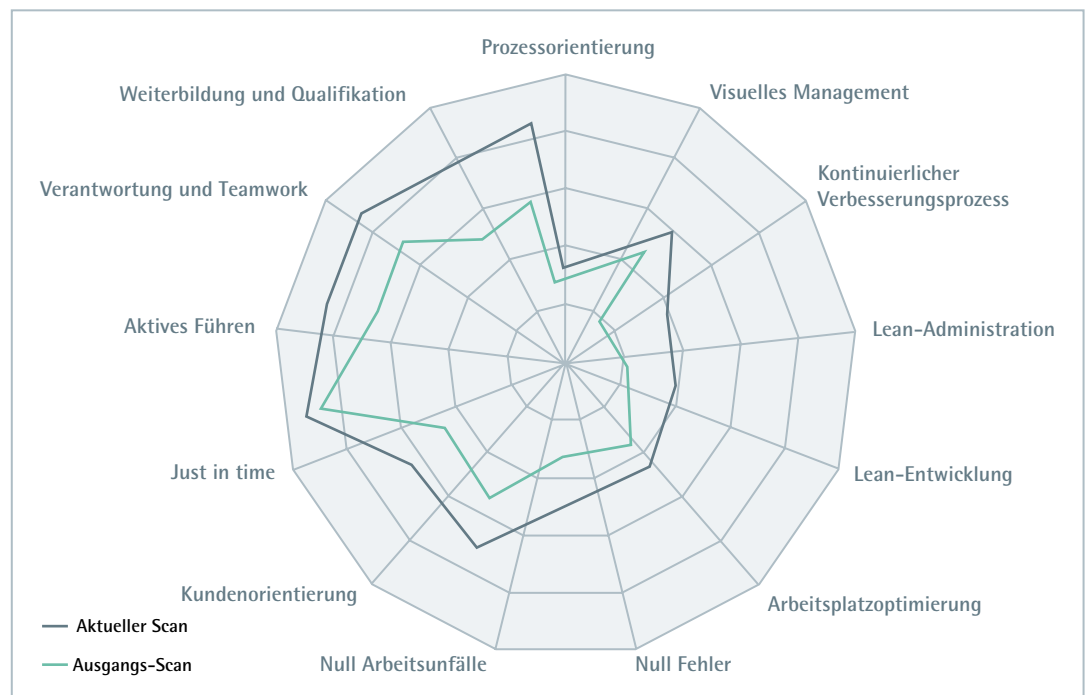 Prozessorientierung
Visuelles Management
Kontinuierlicher
Verbesserungsprozess
Lean-Administration
Lean-Entwicklung
Arbeitsplatzoptimierung
Null Fehler
Null Arbeitsunfälle
Kundenorientierung
Just in time
Aktives Führen
Verantwortung und Teamwork
Weiterbildung und Qualifikation
Aktueller Scan
Ausgangs-Scan